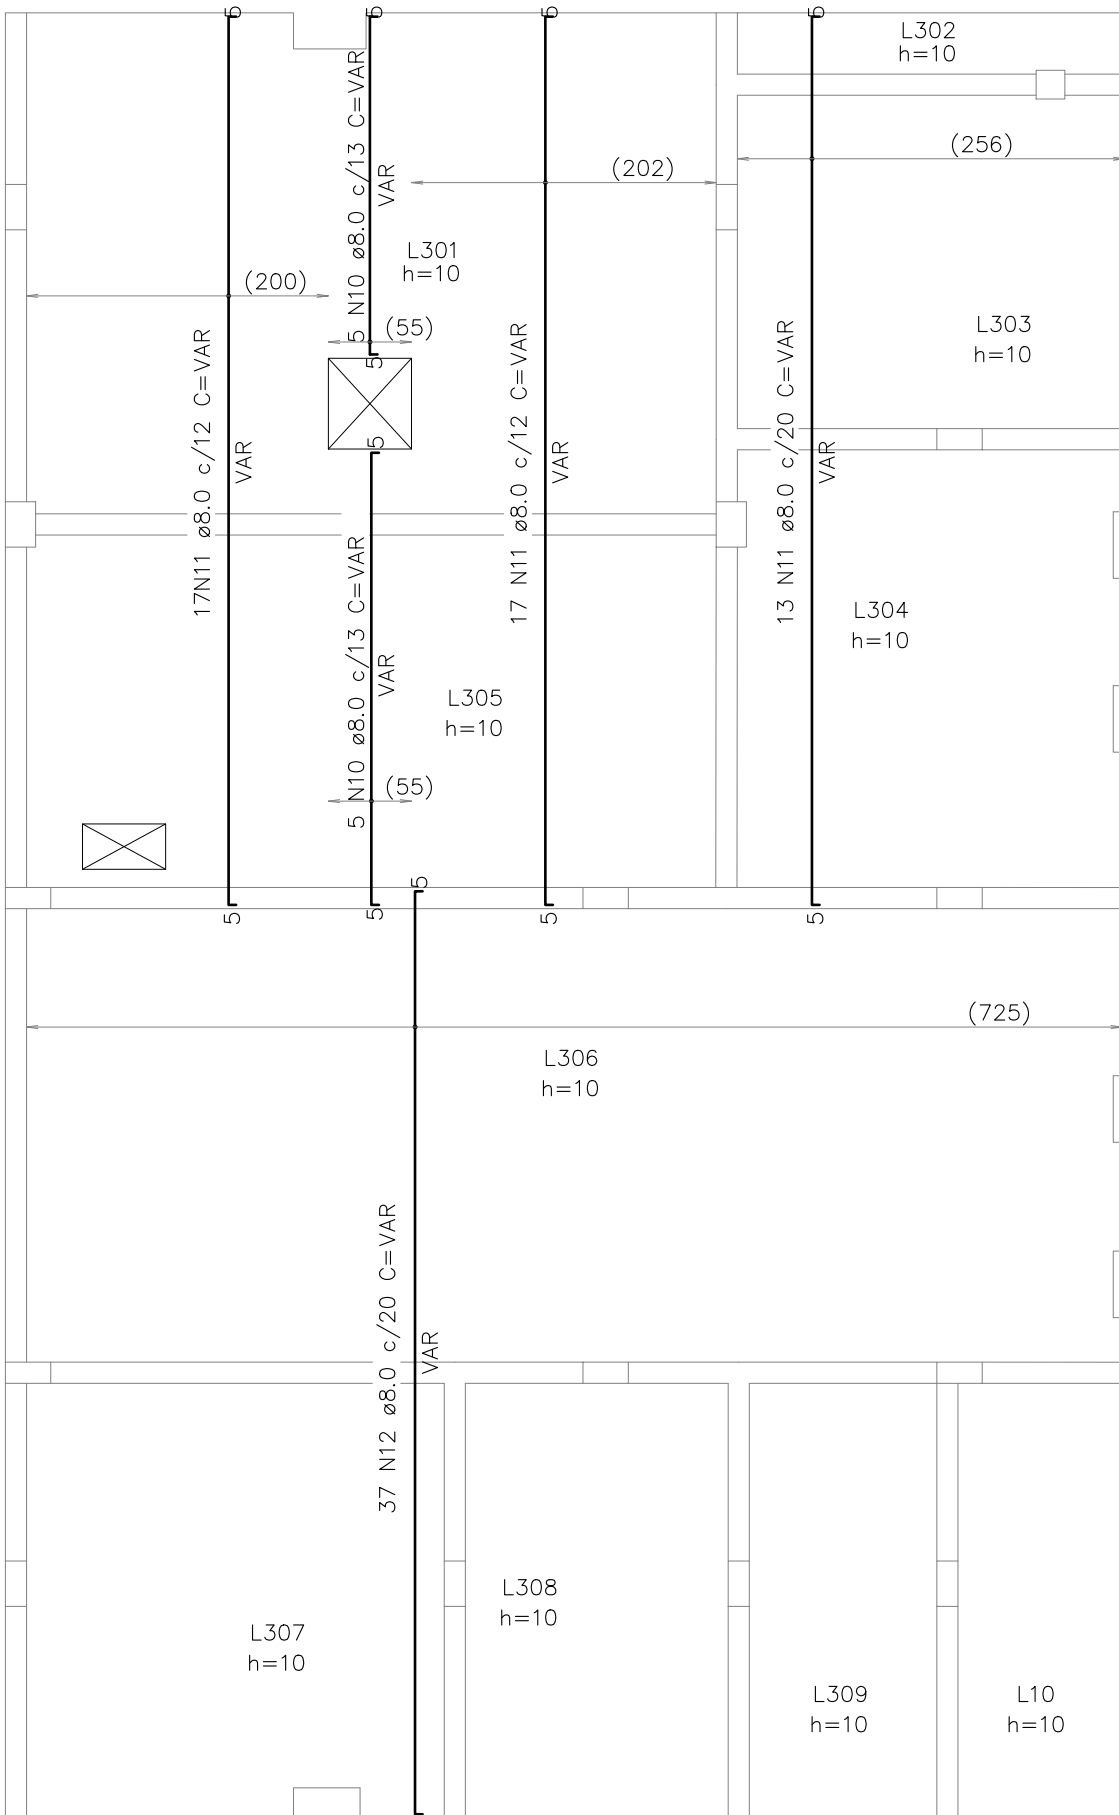 5
5
5
5
L302
h=10
5 N10 ø8.0 c/13 C=VAR
VAR
(202)
(256)
L301
h=10
(200)
(55)
5
L303
h=10
17N11 ø8.0 c/12 C=VAR
VAR
5
17 N11 ø8.0 c/12 C=VAR
VAR
13 N11 ø8.0 c/20 C=VAR
VAR
5 N10 ø8.0 c/13 C=VAR
VAR
L304
h=10
L305
h=10
(55)
5
5
5
5
5
(725)
L306
h=10
37 N12 ø8.0 c/20 C=VAR
VAR
L308
h=10
L307
h=10
L309
h=10
L10
h=10